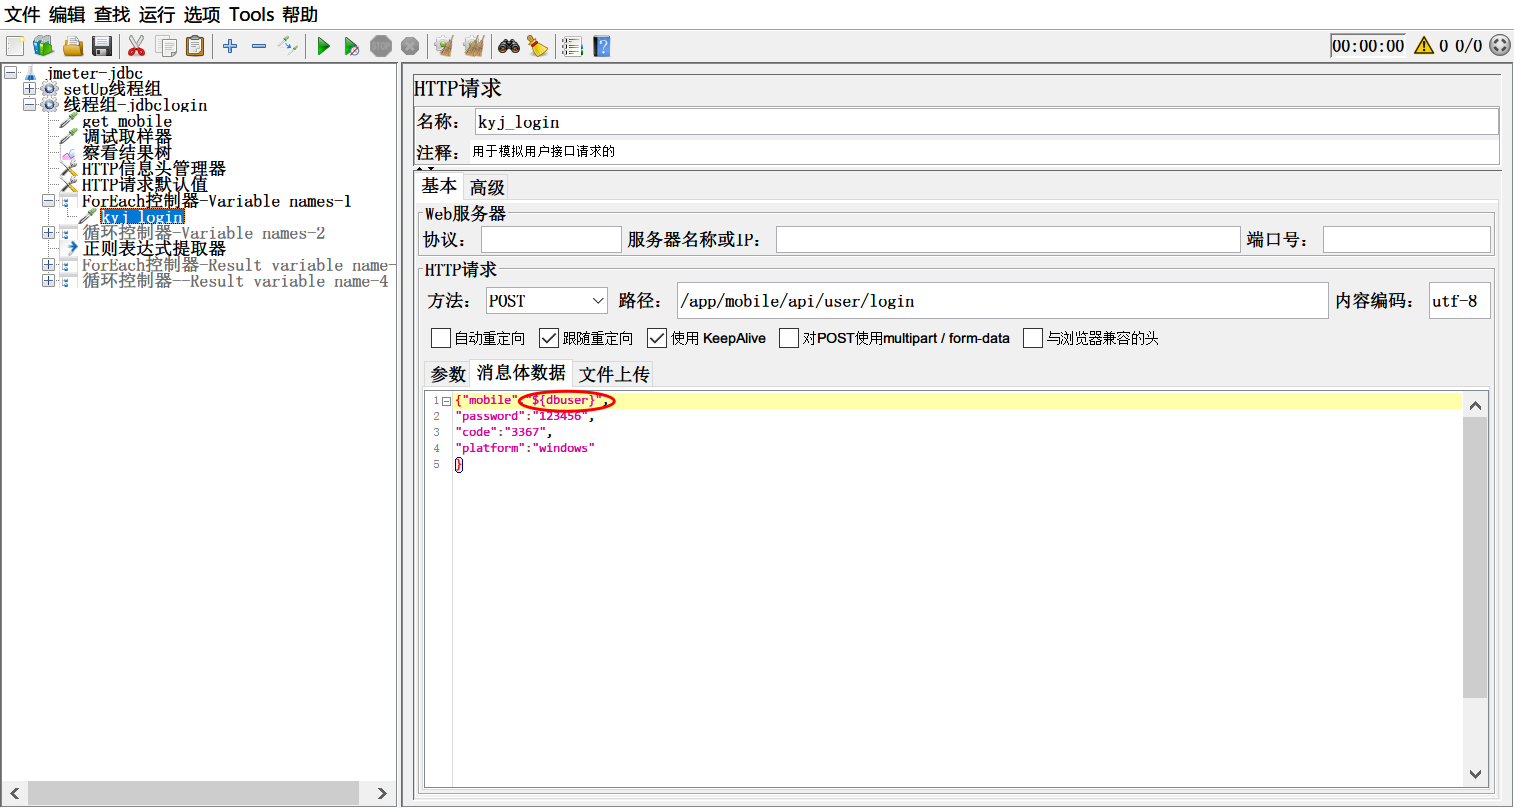 文件 编辑 查找 运行 选项 Tools 帮助
STOP
00:00:00 0 0/0
jmeter-jdbc
setUp线程组
线程组-jdbclogin
get mobile
调试取样器
察看结果树
HTTP信息头管理器
HTTP请求默认值
ForEach控制器-Variable names-1
kyj_login
循环控制器-Variable names-2
正则表达式提取器
ForEach控制器-Result variable name-
循环控制器--Result variable name-4
HTTP请求
名称： kyj_login
注释： 用于模拟用户接口请求的
基本 高级
Web服务器
协议： 服务器名称或IP： 端口号：
HTTP请求
方法： POST 路径： /app/mobile/api/user/login 内容编码： utf-8
自动重定向 跟随重定向 使用 KeepAlive 对POST使用multipart / form-data 与浏览器兼容的头
参数 消息体数据 文件上传
1 {"mobile":"${dbuser}",
2 "password":"123456",
3 "code":"3367",
4 "platform":"windows"
5 }